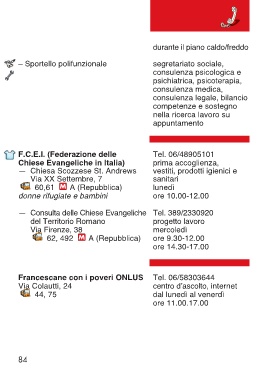 durante il piano caldo/freddo
– Sportello polifunzionale
segretariato sociale,
consulenza psicologica e
psichiatrica, psicoterapia,
consulenza medica,
consulenza legale, bilancio
competenze e sostegno
nella ricerca lavoro su
appuntamento
F.C.E.I. (Federazione delle
Chiese Evangeliche in Italia)
— Chiesa Scozzese St. Andrews
Via XX Settembre, 7
60,61 M A (Repubblica)
donne rifugiate e bambini
Tel. 06/48905101
prima accoglienza,
vestiti, prodotti igienici e
sanitari
lunedì
ore 10.00-12.00
— Consulta delle Chiese Evangeliche
del Territorio Romano
Via Firenze, 38
62, 492 M A (Repubblica)
Tel. 389/2330920
progetto lavoro
mercoledì
ore 9.30-12.00
ore 14.30-17.00
Francescane con i poveri ONLUS
Via Colautti, 24
44, 75
Tel. 06/58303644
centro d'ascolto, internet
dal lunedì al venerdì
ore 11.00.17.00
84